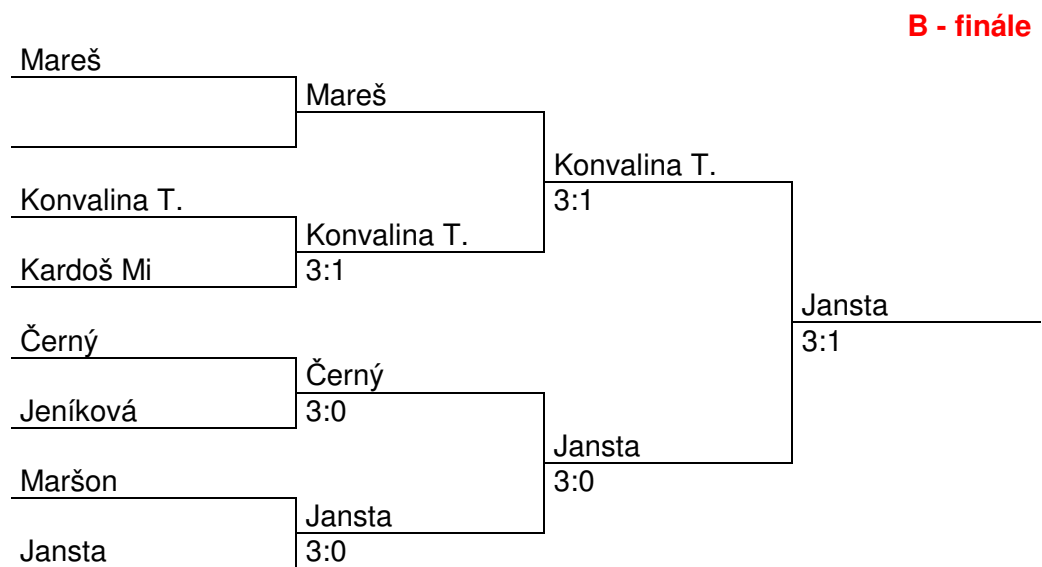 B - finále
Mareš
Mareš
Konvalina T.
3:1
Konvalina T.
Konvalina T.
Kardoš Mi
3:1
Jansta
3:1
Černý
Černý
Jeníková
3:0
Jansta
3:0
Maršon
Jansta
Jansta
3:0